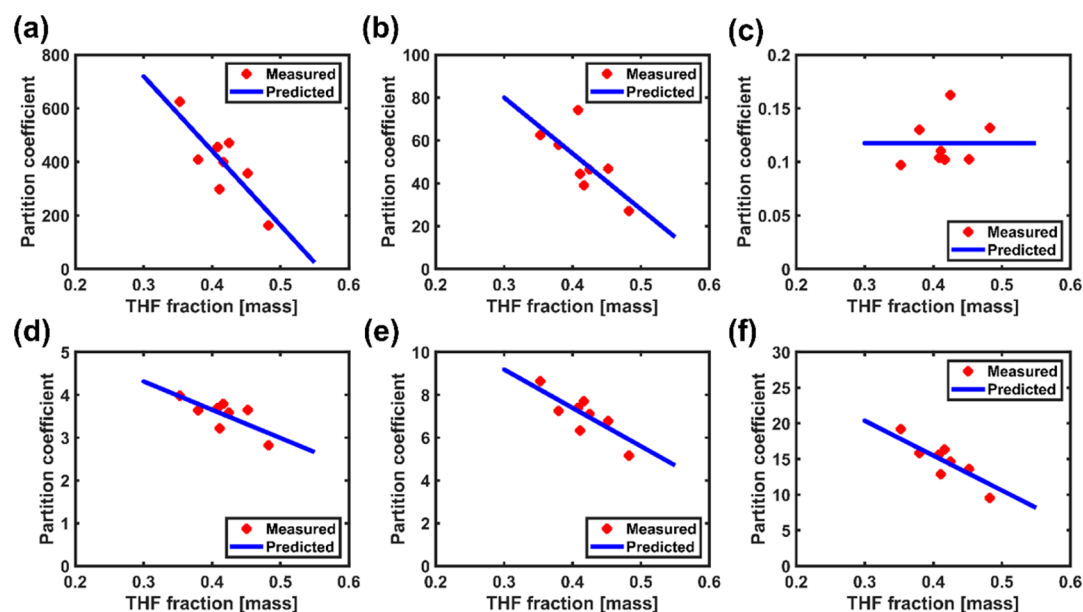 (a)
Partition coefficient
800
600
400
200
0
Measured
Predicted
0.2 0.3 0.4 0.5 0.6
THF fraction [mass]
(b)
Partition coefficient
100
80
60
40
20
0
Measured
Predicted
0.2 0.3 0.4 0.5 0.6
THF fraction [mass]
(c)
Partition coefficient
0.2
0.15
0.1
0.05
0
Measured
Predicted
0.2 0.3 0.4 0.5 0.6
THF fraction [mass]
(d)
Partition coefficient
5
4
3
2
1
0
Measured
Predicted
0.2 0.3 0.4 0.5 0.6
THF fraction [mass]
(e)
Partition coefficient
10
8
6
4
2
0
Measured
Predicted
0.2 0.3 0.4 0.5 0.6
THF fraction [mass]
(f)
Partition coefficient
30
25
20
15
10
5
0
Measured
Predicted
0.2 0.3 0.4 0.5 0.6
THF fraction [mass]